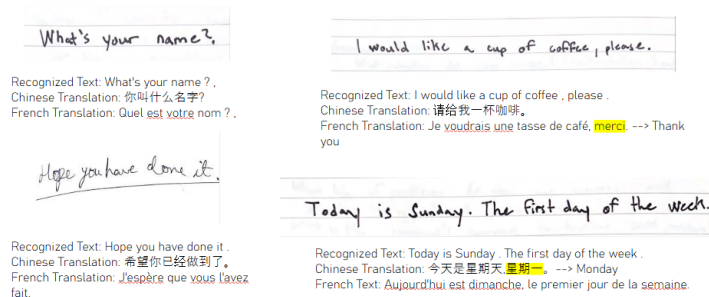 What's your name?,
Recognized Text: What's your name ? ,
Chinese Translation: 你叫什么名字?
French Translation: Quel est votre nom ? ,
Hope you have done it.
Recognized Text: Hope you have done it .
Chinese Translation: 希望你已经做到了。
French Translation: J'espère que vous l'avez
fait.
I would like a cup of coffee, please.
Recognized Text: I would like a cup of coffee , please .
Chinese Translation: 请给我一杯咖啡。
French Translation: Je voudrais une tasse de café, merci. --> Thank
you
Today is Sunday. The first day of the week.
Recognized Text: Today is Sunday . The first day of the week .
Chinese Translation: 今天是星期天,星期一。--> Monday
French Text: Aujourd'hui est dimanche, le premier jour de la semaine.